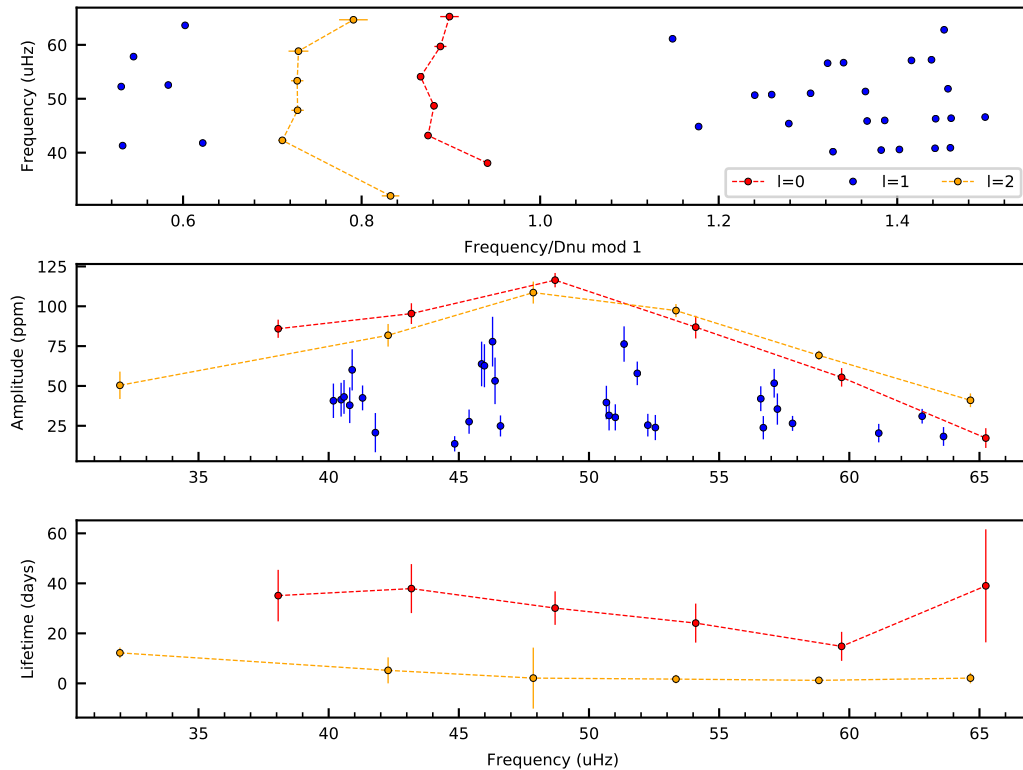 Frequency (uHz)
60
50
40
l=0 l=1 l=2
0.6 0.8 1.0 1.2 1.4
Frequency/Dnu mod 1
Amplitude (ppm)
125
100
75
50
25
35 40 45 50 55 60 65
Lifetime (days)
60
40
20
0
35 40 45 50 55 60 65
Frequency (uHz)